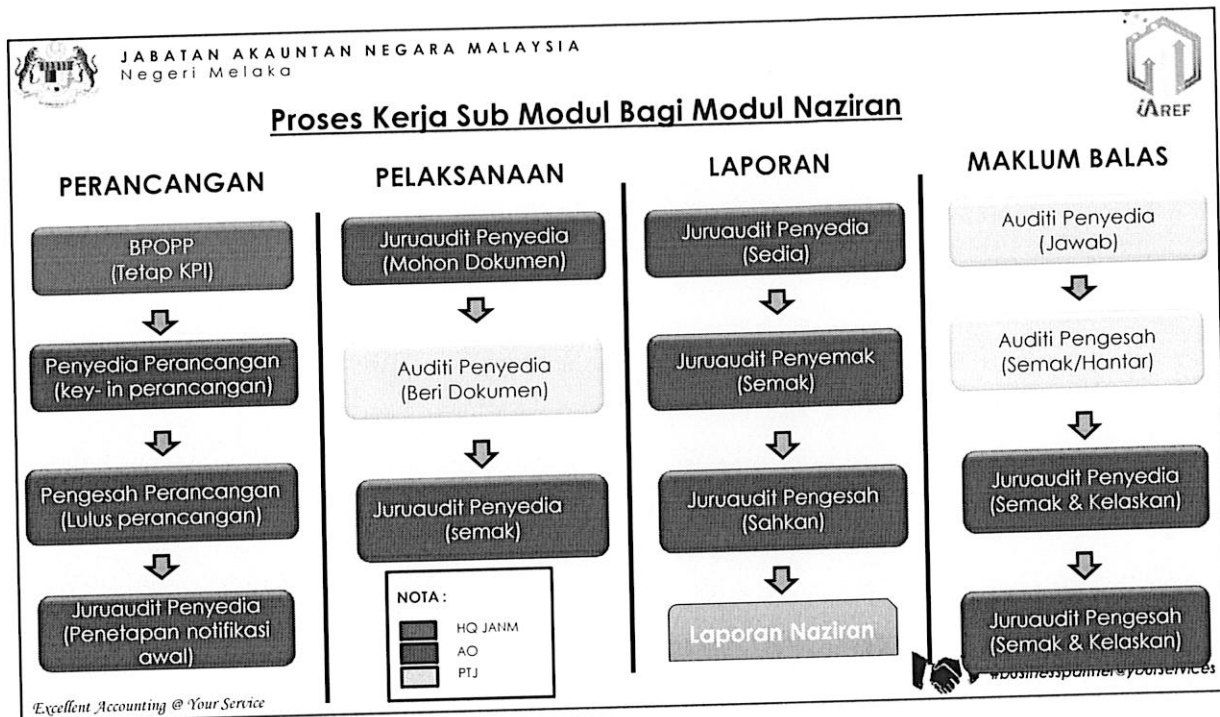 JABATAN AKAUNTAN NEGARA MALAYSIA
Negeri Melaka
iAREF
Proses Kerja Sub Modul Bagi Modul Naziran
PERANCANGAN
BPOPP
(Tetap KPI)
Penyedia Perancangan
(key- in perancangan)
Pengesah Perancangan
(Lulus perancangan)
Juruaudit Penyedia
(Penetapan notifikasi
awal)
PELAKSANAAN
Juruaudit Penyedia
(Mohon Dokumen)
Auditi Penyedia
(Beri Dokumen)
Juruaudit Penyedia
(semak)
NOTA :
HQ JANM
AO
PTJ
LAPORAN
Juruaudit Penyedia
(Sedia)
Juruaudit Penyemak
(Semak)
Juruaudit Pengesah
(Sahkan)
Laporan Naziran
MAKLUM BALAS
Auditi Penyedia
(Jawab)
Auditi Pengesah
(Semak/Hantar)
Juruaudit Penyedia
(Semak & Kelaskan)
Juruaudit Pengesah
(Semak & Kelaskan)
#businesspartner@yourservices
Excellent Accounting @ Your Service